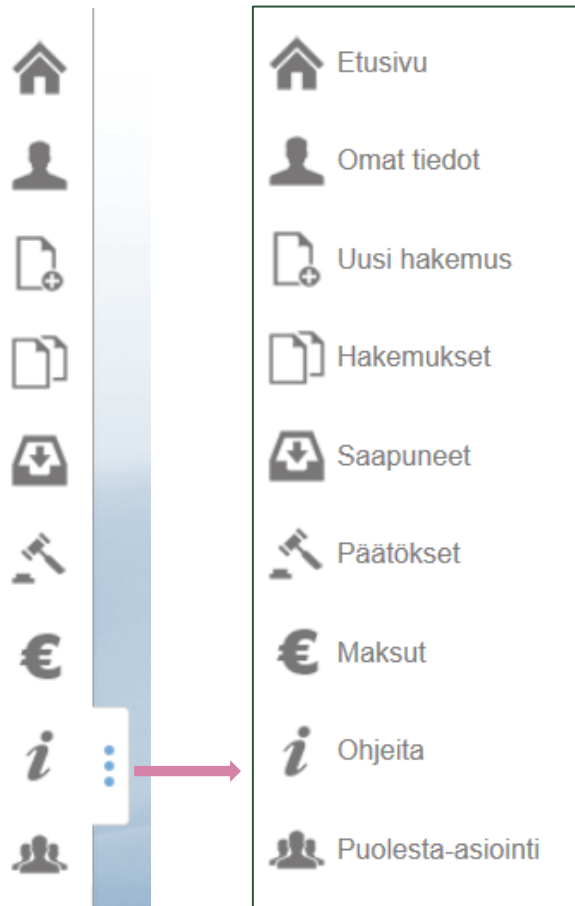 Etusivu
Omat tiedot
Uusi hakemus
Hakemukset
Saapuneet
Päätökset
Maksut
Ohjeita
Puolesta-asiointi